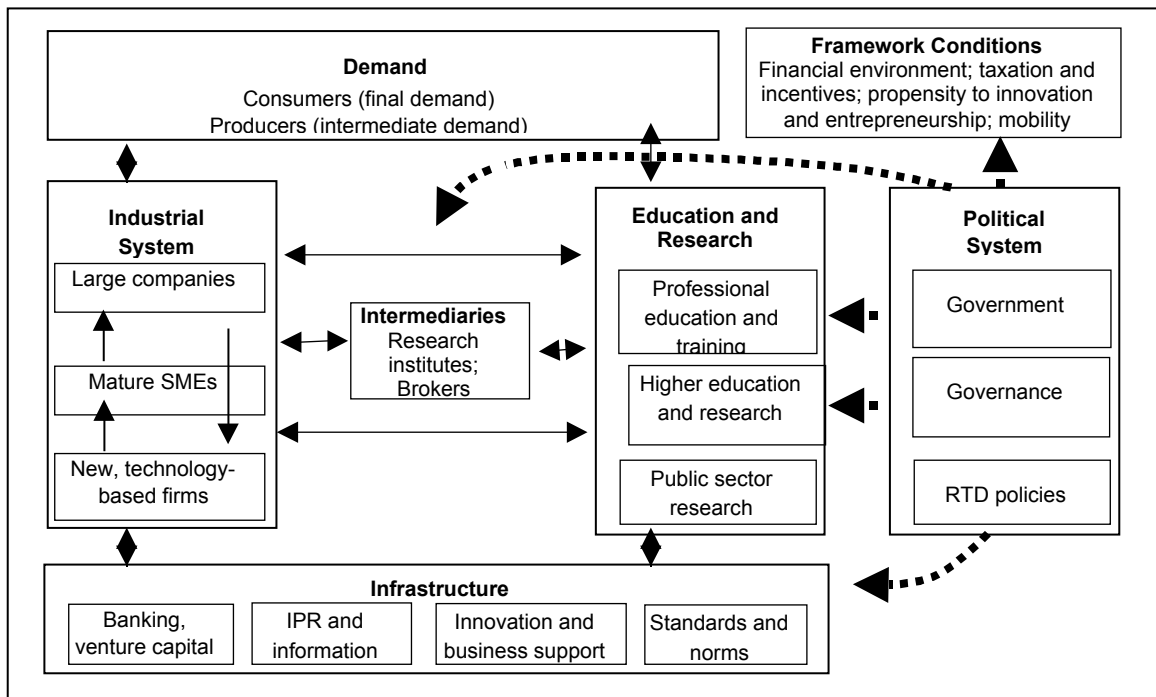 Demand
Consumers (final demand)
Producers (intermediate demand)
Framework Conditions
Financial environment; taxation and
incentives; propensity to innovation
and entrepreneurship; mobility
Industrial
System
Large companies
Mature SMEs
New, technology-
based firms
Intermediaries
Research
institutes;
Brokers
Education and
Research
Professional
education and
training
Higher education
and research
Public sector
research
Political
System
Government
Governance
RTD policies
Infrastructure
Banking,
venture capital
IPR and
information
Innovation and
business support
Standards and
norms